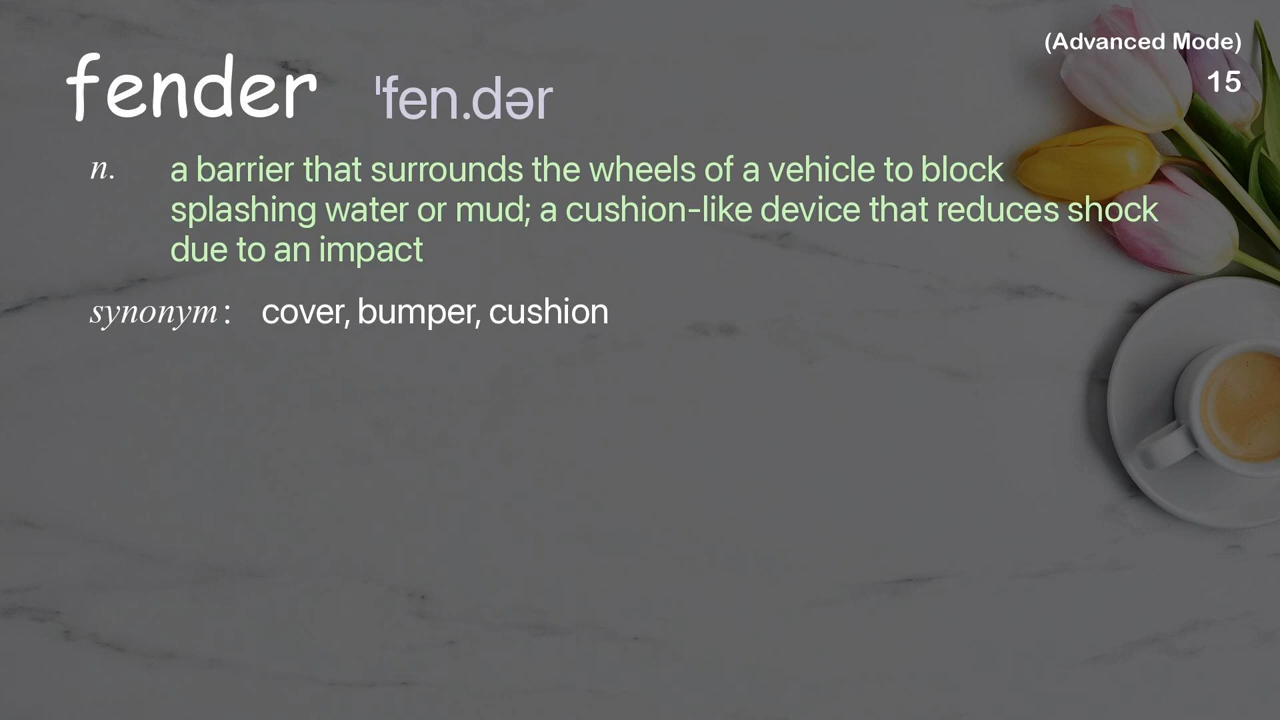 (Advanced Mode)
15
fender ˈfen.dər
n. a barrier that surrounds the wheels of a vehicle to block
splashing water or mud; a cushion-like device that reduces shock
due to an impact
synonym: cover, bumper, cushion